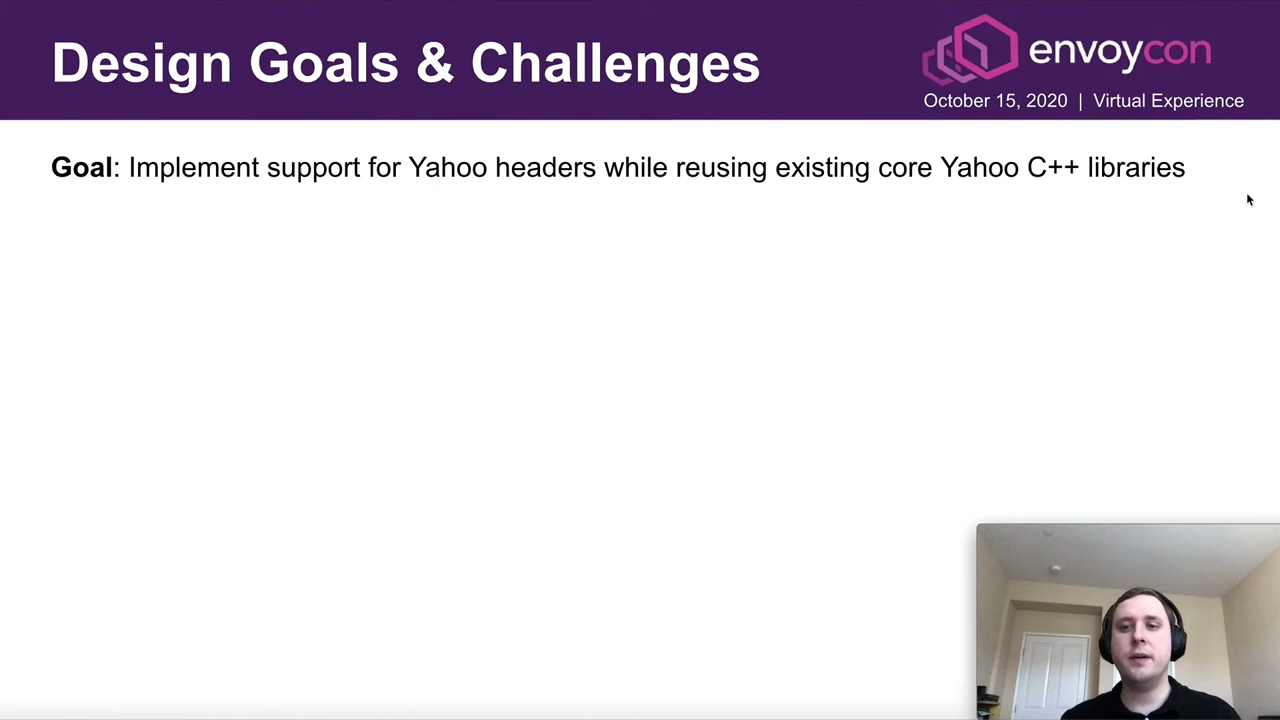 Design Goals & Challenges
envoycon
October 15, 2020 | Virtual Experience
Goal: Implement support for Yahoo headers while reusing existing core Yahoo C++ libraries